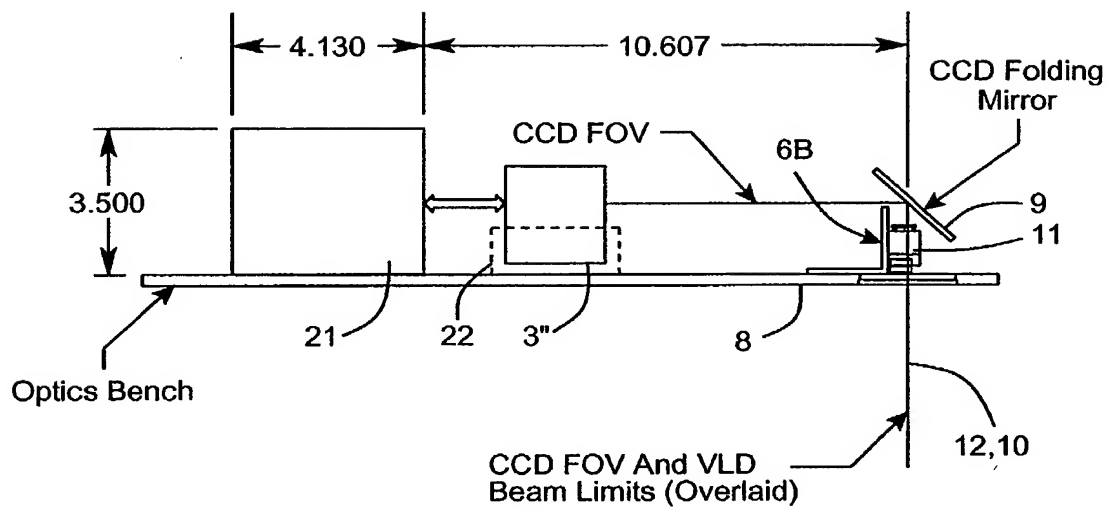 4.130
10.607
CCD Folding
Mirror
CCD FOV
6B
3.500
9
11
21
22
3"
8
Optics Bench
12,10
CCD FOV And VLD
Beam Limits (Overlaid)